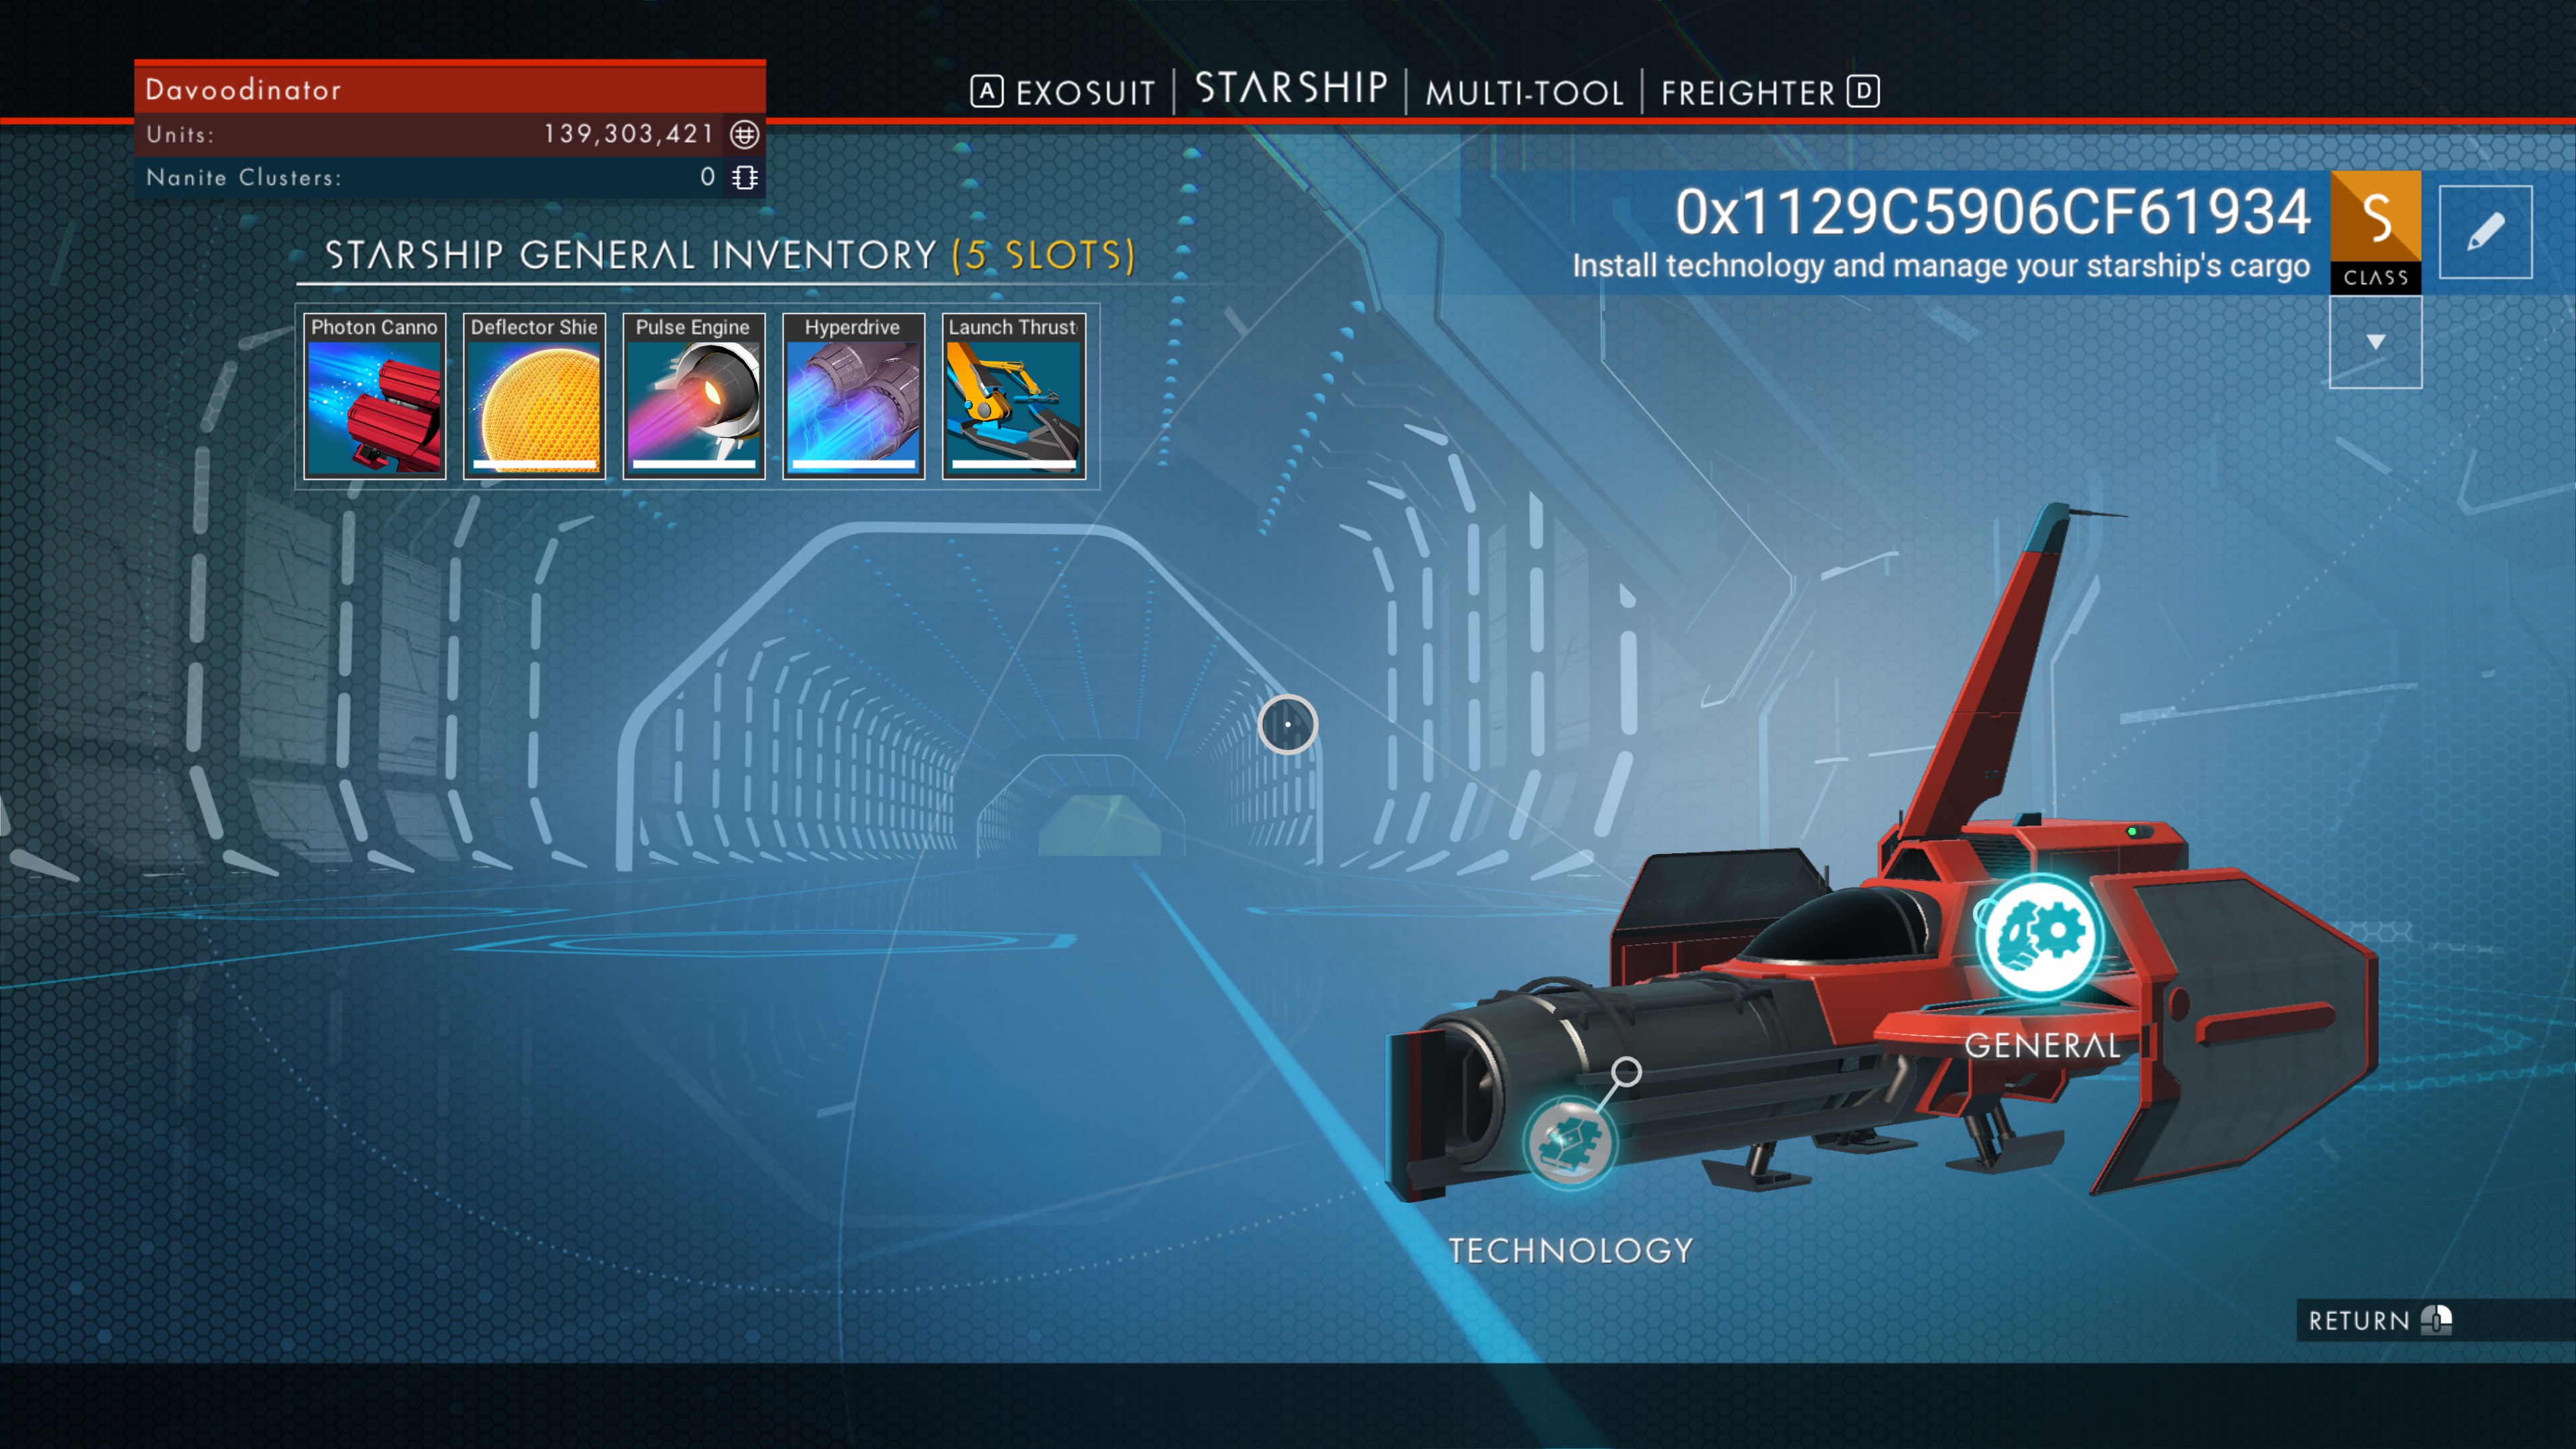 Davoodinator
Units: 139,303,421
Nanite Clusters: 0
A EXOSUIT STARSHIP MULTI-TOOL FREIGHTER D
0x1129C5906CF61934
Install technology and manage your starship's cargo
S
CLASS
STARSHIP GENERAL INVENTORY (5 SLOTS)
Photon Canno Deflector Shie Pulse Engine Hyperdrive Launch Thrust
GENERAL
TECHNOLOGY
RETURN